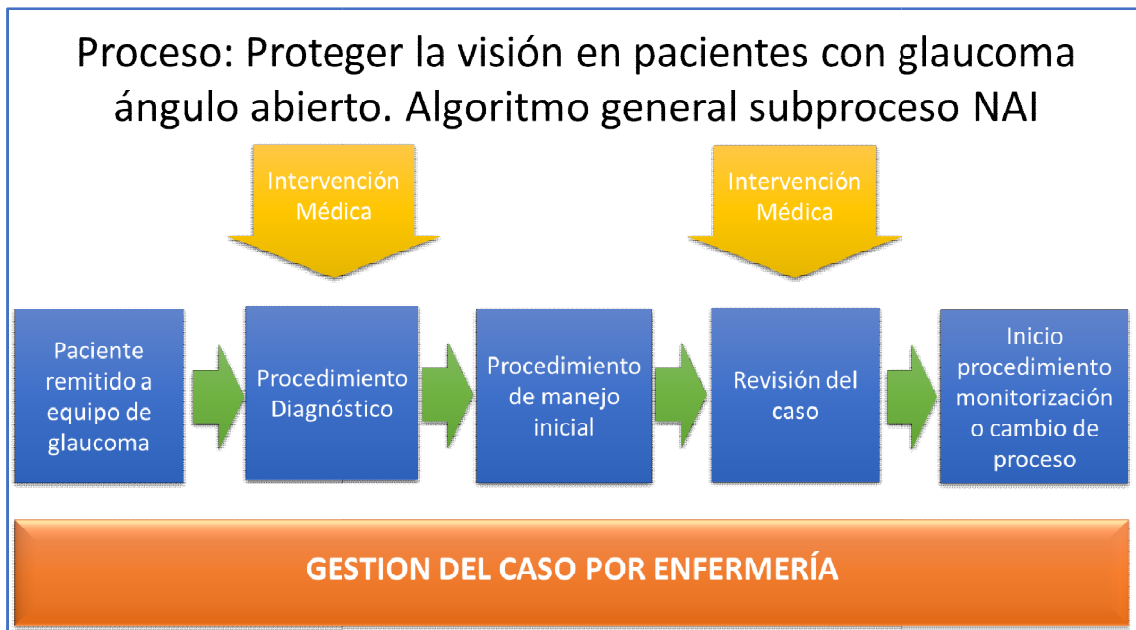 Proceso: Proteger la visión en pacientes con glaucoma
ángulo abierto. Algoritmo general subproceso NAI
Intervención
Médica
Intervención
Médica
Paciente
remitido a
equipo de
glaucoma
Procedimiento
Diagnóstico
Procedimiento
de manejo
inicial
Revisión del
caso
Inicio
procedimiento
monitorización
o cambio de
proceso
GESTION DEL CASO POR ENFERMERÍA